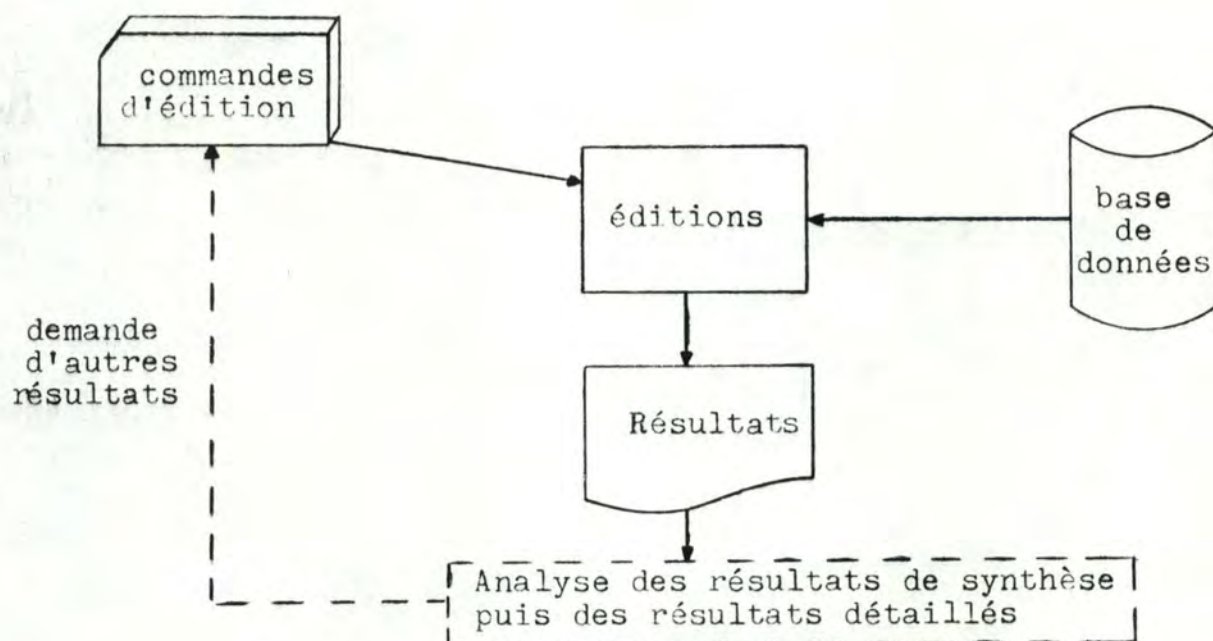 commandes
d'édition
éditions
base
de
données
demande
d'autres
résultats
Résultats
Analyse des résultats de synthèse
puis des résultats détaillés